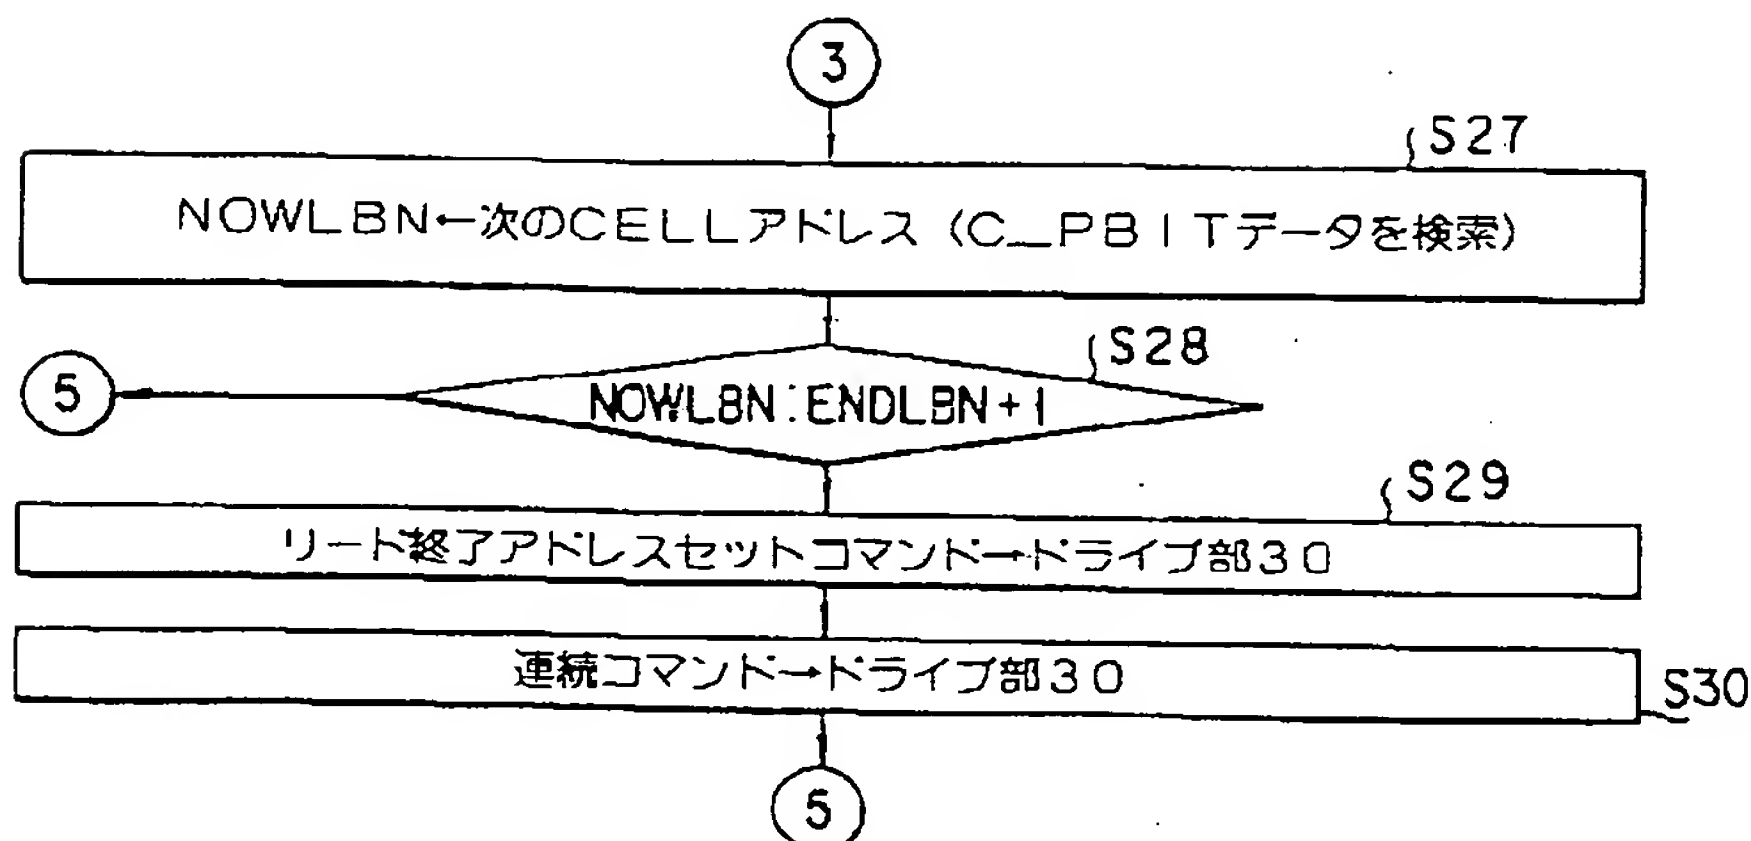 3
S27
NOWLBN←次のCELLアドレス (C_PBITデータを検索)
S28
5
NOWLBN:ENDLBN+1
S29
リード終了アドレスセットコマンド→ドライブ部30
連続コマンド→ドライブ部30
S30
5